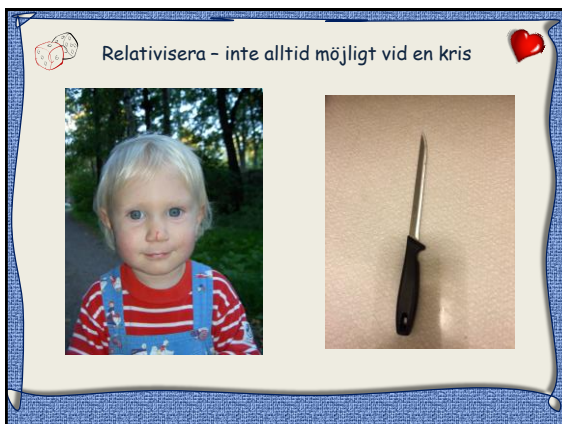 Relativisera – inte alltid möjligt vid en kris